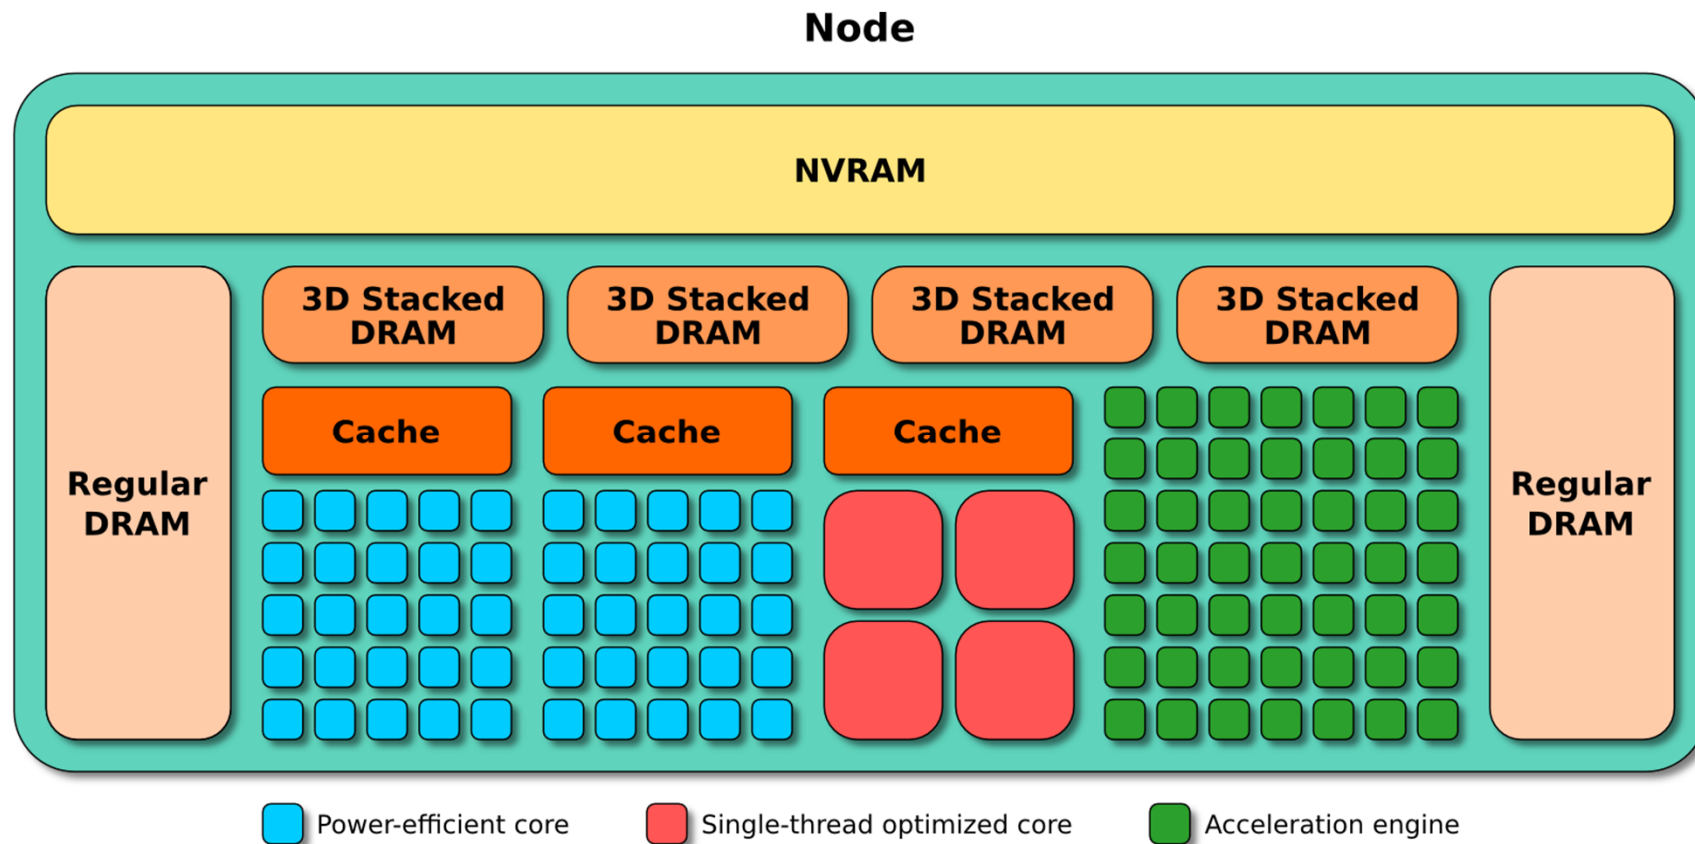 Node
NVRAM
3D Stacked
DRAM
3D Stacked
DRAM
3D Stacked
DRAM
3D Stacked
DRAM
Cache
Cache
Cache
Regular
DRAM
Regular
DRAM
Power-efficient core
Single-thread optimized core
Acceleration engine